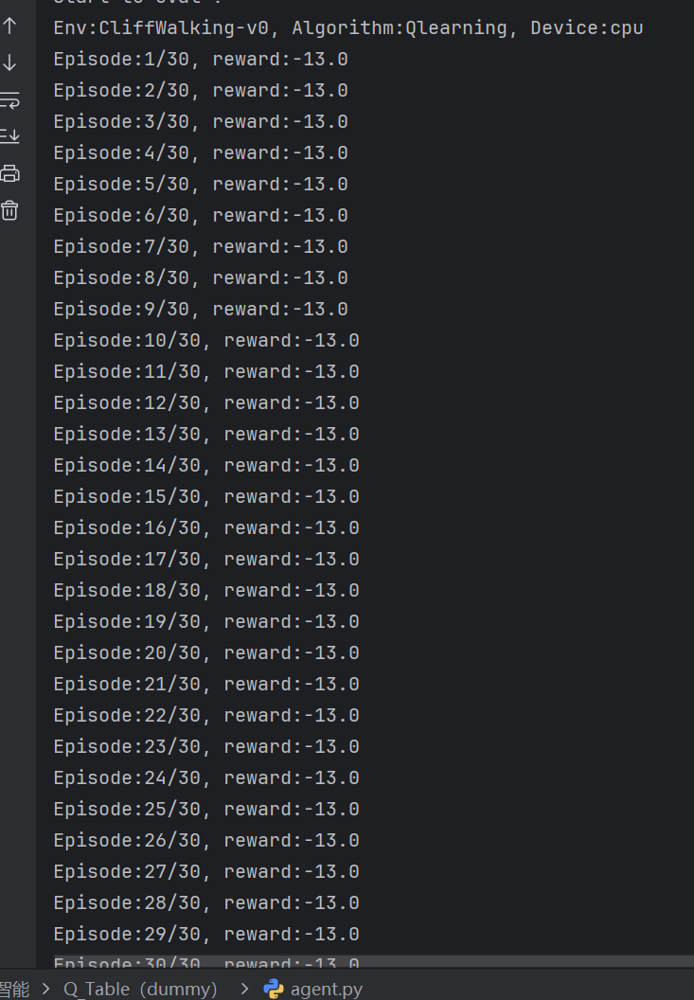 Start to eval !
Env:CliffWalking-v0, Algorithm:Qlearning, Device:cpu
Episode:1/30, reward:-13.0
Episode:2/30, reward:-13.0
Episode:3/30, reward:-13.0
Episode:4/30, reward:-13.0
Episode:5/30, reward:-13.0
Episode:6/30, reward:-13.0
Episode:7/30, reward:-13.0
Episode:8/30, reward:-13.0
Episode:9/30, reward:-13.0
Episode:10/30, reward:-13.0
Episode:11/30, reward:-13.0
Episode:12/30, reward:-13.0
Episode:13/30, reward:-13.0
Episode:14/30, reward:-13.0
Episode:15/30, reward:-13.0
Episode:16/30, reward:-13.0
Episode:17/30, reward:-13.0
Episode:18/30, reward:-13.0
Episode:19/30, reward:-13.0
Episode:20/30, reward:-13.0
Episode:21/30, reward:-13.0
Episode:22/30, reward:-13.0
Episode:23/30, reward:-13.0
Episode:24/30, reward:-13.0
Episode:25/30, reward:-13.0
Episode:26/30, reward:-13.0
Episode:27/30, reward:-13.0
Episode:28/30, reward:-13.0
Episode:29/30, reward:-13.0
Episode:30/30, reward:-13.0
智能 > Q_Table（dummy） > agent.py